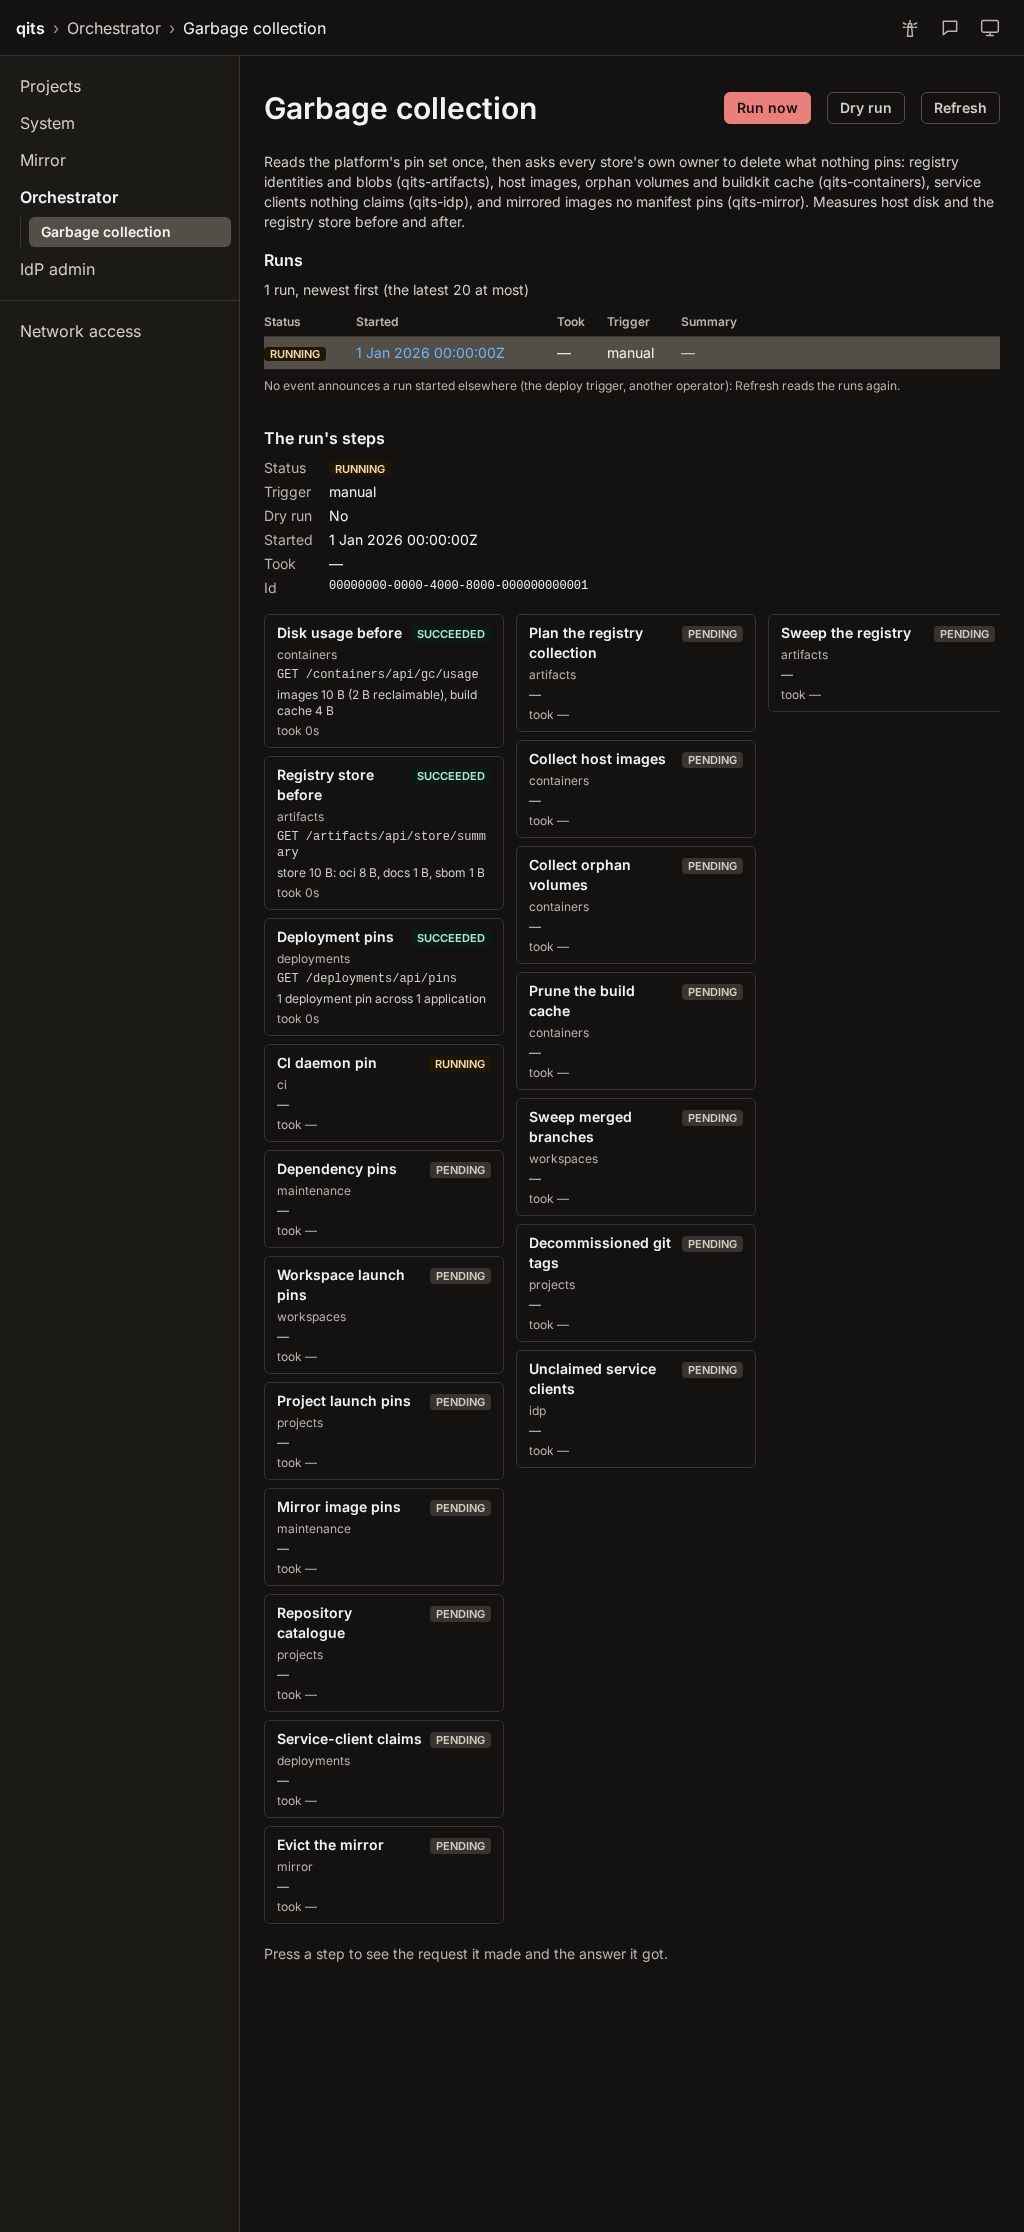 qits › Orchestrator › Garbage collection
Projects
System
Mirror
Orchestrator
Garbage collection
IdP admin
Network access
Garbage collection
Run now
Dry run
Refresh
Reads the platform's pin set once, then asks every store's own owner to delete what nothing pins: registry
identities and blobs (qits-artifacts), host images, orphan volumes and buildkit cache (qits-containers), service
clients nothing claims (qits-idp), and mirrored images no manifest pins (qits-mirror). Measures host disk and the
registry store before and after.
Runs
1 run, newest first (the latest 20 at most)
Status Started Took Trigger Summary
RUNNING 1 Jan 2026 00:00:00Z — manual —
No event announces a run started elsewhere (the deploy trigger, another operator): Refresh reads the runs again.
The run's steps
Status RUNNING
Trigger manual
Dry run No
Started 1 Jan 2026 00:00:00Z
Took —
Id 00000000-0000-4000-8000-000000000001
Disk usage before SUCCEEDED
containers
GET /containers/api/gc/usage
images 10 B (2 B reclaimable), build
cache 4 B
took 0s
Registry store
before
SUCCEEDED
artifacts
GET /artifacts/api/store/summ
ary
store 10 B: oci 8 B, docs 1 B, sbom 1 B
took 0s
Deployment pins SUCCEEDED
deployments
GET /deployments/api/pins
1 deployment pin across 1 application
took 0s
CI daemon pin RUNNING
ci
—
took —
Dependency pins PENDING
maintenance
—
took —
Workspace launch
pins
PENDING
workspaces
—
took —
Project launch pins PENDING
projects
—
took —
Mirror image pins PENDING
maintenance
—
took —
Repository
catalogue
PENDING
projects
—
took —
Service-client claims PENDING
deployments
—
took —
Evict the mirror PENDING
mirror
—
took —
Plan the registry
collection
PENDING
artifacts
—
took —
Collect host images PENDING
containers
—
took —
Collect orphan
volumes
PENDING
containers
—
took —
Prune the build
cache
PENDING
containers
—
took —
Sweep merged
branches
PENDING
workspaces
—
took —
Decommissioned git
tags
PENDING
projects
—
took —
Unclaimed service
clients
PENDING
idp
—
took —
Sweep the registry PENDING
artifacts
—
took —
Press a step to see the request it made and the answer it got.